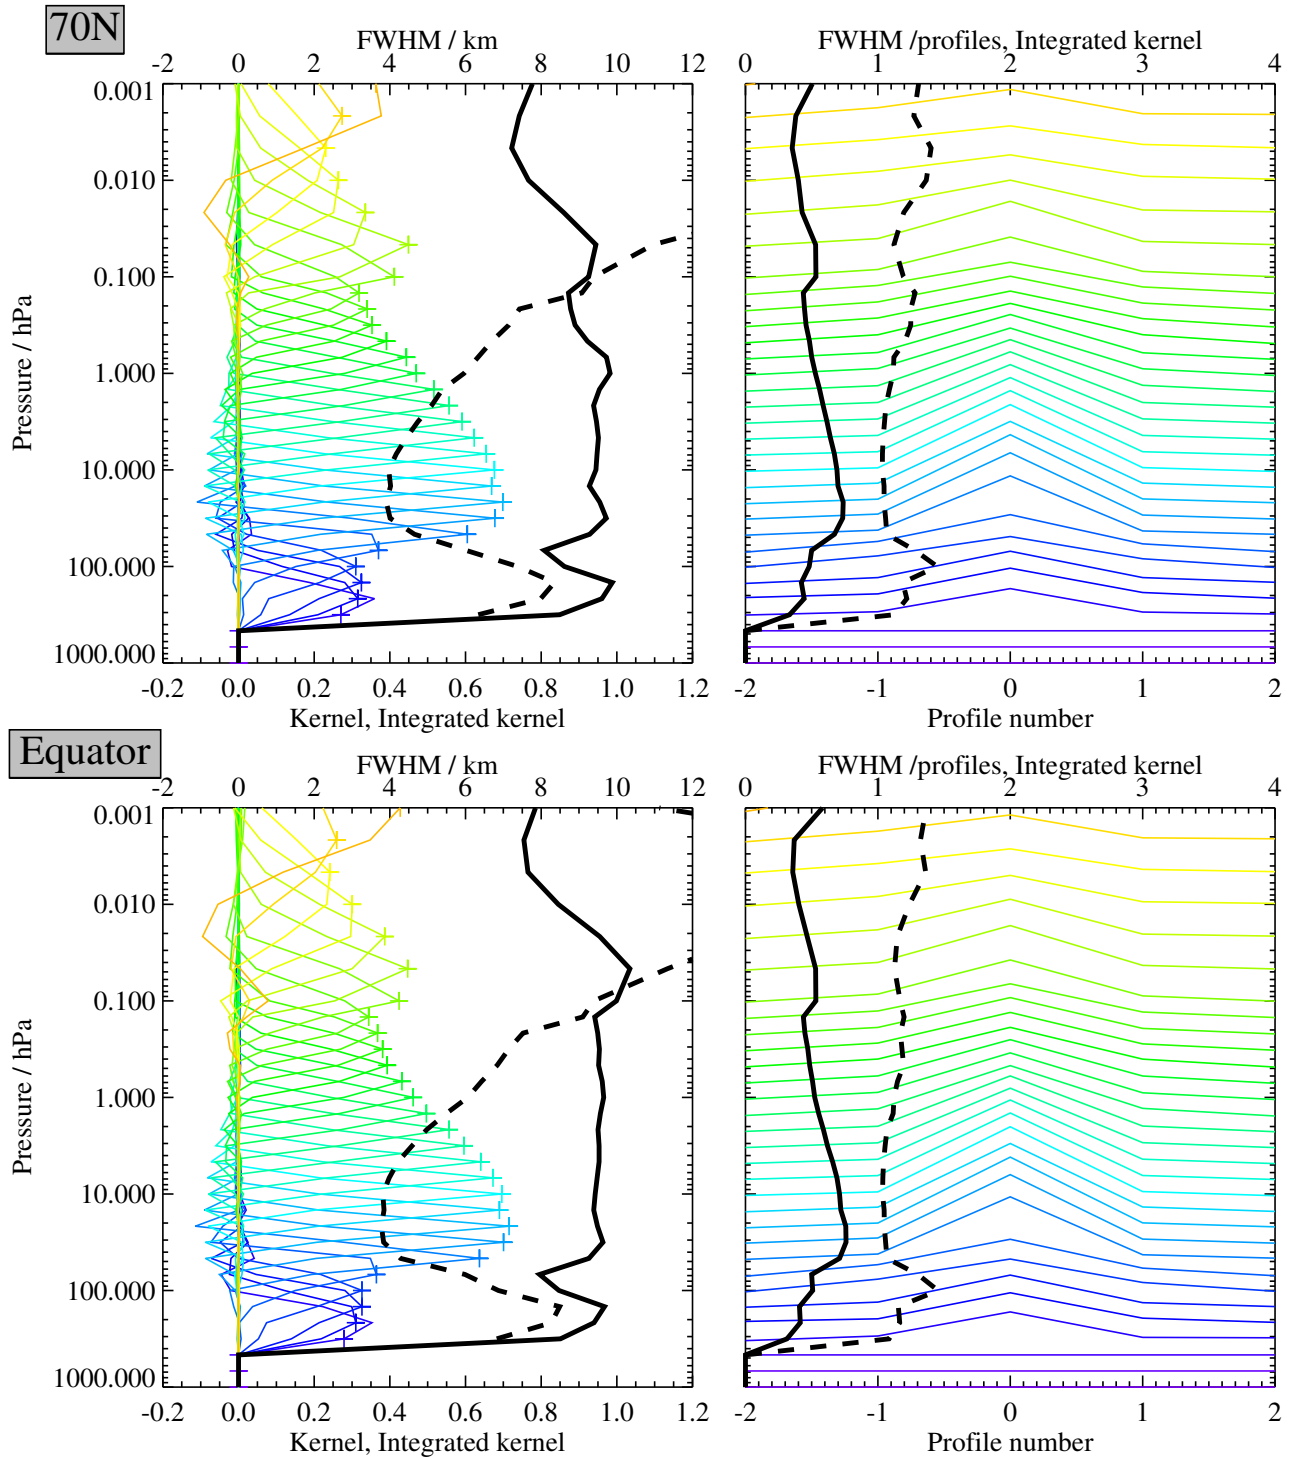 70N
FWHM / km
FWHM /profiles, Integrated kernel
-2 0 2 4 6 8 10 12
0 1 2 3 4
0.001
0.010
0.100
1.000
10.000
100.000
1000.000
Pressure / hPa
-0.2 0.0 0.2 0.4 0.6 0.8 1.0 1.2
-2 -1 0 1 2
Kernel, Integrated kernel
Profile number
Equator
FWHM / km
FWHM /profiles, Integrated kernel
-2 0 2 4 6 8 10 12
0 1 2 3 4
0.001
0.010
0.100
1.000
10.000
100.000
1000.000
Pressure / hPa
-0.2 0.0 0.2 0.4 0.6 0.8 1.0 1.2
-2 -1 0 1 2
Kernel, Integrated kernel
Profile number